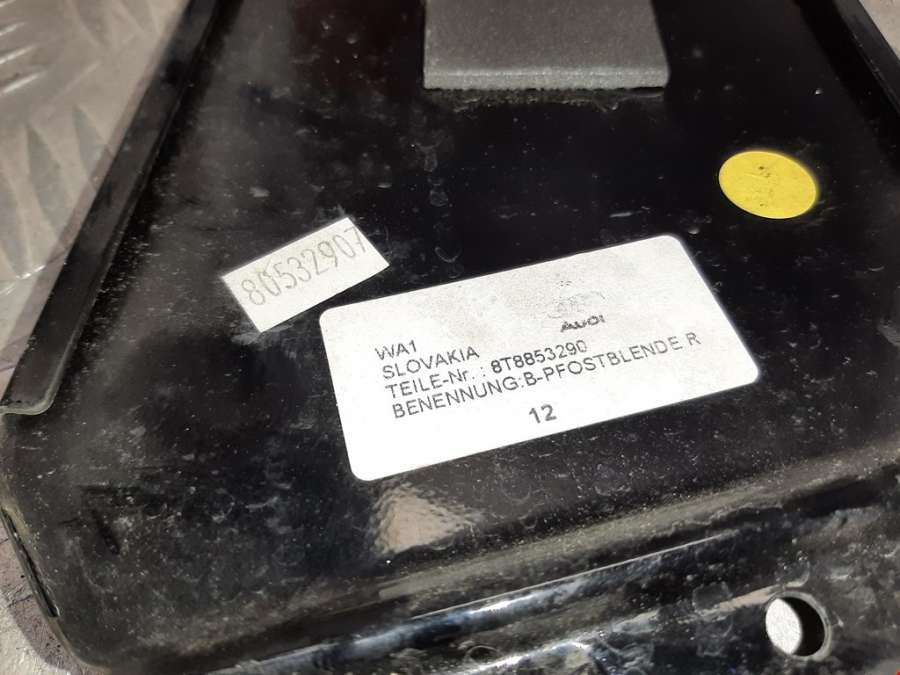 80532907
AUDI
WA1
SLOVAKIA
TEILE-Nr. : 8T8853290
BENENNUNG:B-PFOSTBLENDE R
12